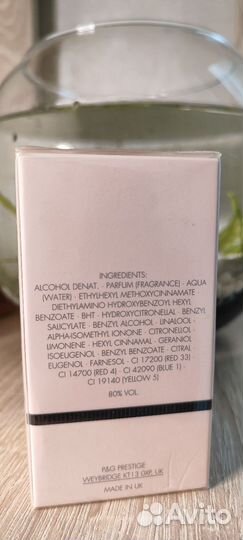 INGREDIENTS:
ALCOHOL DENAT. · PARFUM (FRAGRANCE) · AQUA
(WATER) · ETHYLHEXYL METHOXYCINNAMATE
DIETHYLAMINO HYDROXYBENZOYL HEXYL
BENZOATE · BHT · HYDROXYCITRONELLAL · BENZYL
SALICYLATE · BENZYL ALCOHOL · LINALOOL ·
ALPHA-ISOMETHYL IONONE · CITRONELLOL ·
LIMONENE · HEXYL CINNAMAL · GERANIOL
ISOEUGENOL · BENZYL BENZOATE · CITRAL
EUGENOL · FARNESOL · CI 17200 (RED 33)
CI 14700 (RED 4) · CI 42090 (BLUE 1) ·
CI 19140 (YELLOW 5)
80% VOL.
P&G PRESTIGE
WEYBRIDGE KT13 0XP, UK
MADE IN UK
Avito